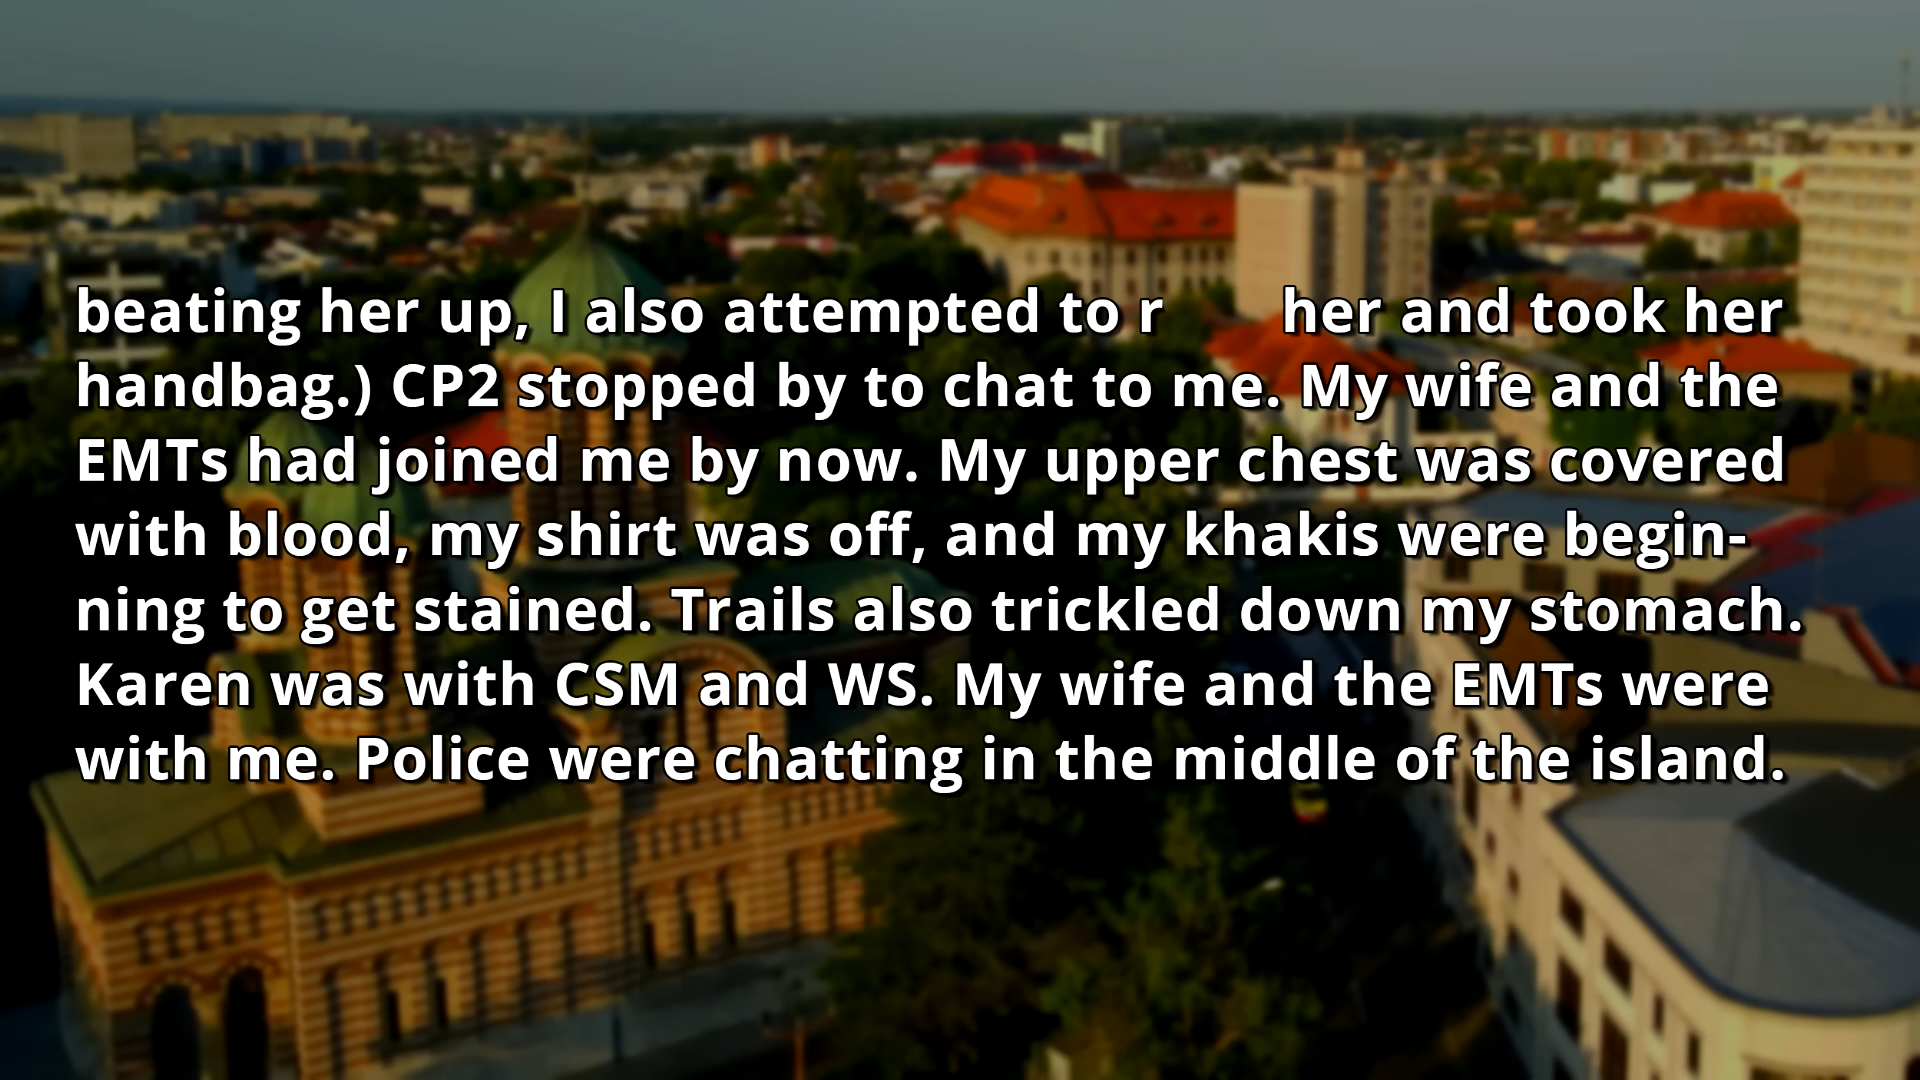 beating her up, I also attempted to r her and took her
handbag.) CP2 stopped by to chat to me. My wife and the
EMTs had joined me by now. My upper chest was covered
with blood, my shirt was off, and my khakis were begin-
ning to get stained. Trails also trickled down my stomach.
Karen was with CSM and WS. My wife and the EMTs were
with me. Police were chatting in the middle of the island.